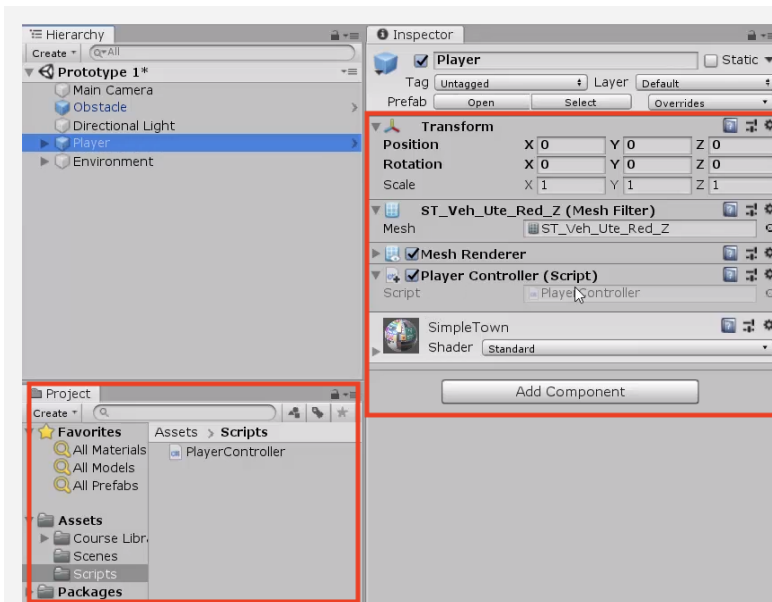 Hierarchy
Create
All
Prototype 1*
Main Camera
Obstacle
Directional Light
Player
Environment
Inspector
Player
Static
Tag Untagged Layer Default
Prefab Open Select Overrides
Transform
Position X 0 Y 0 Z 0
Rotation X 0 Y 0 Z 0
Scale X 1 Y 1 Z 1
ST_Veh_Ute_Red_Z (Mesh Filter)
Mesh ST_Veh_Ute_Red_Z
Mesh Renderer
Player Controller (Script)
Script PlayerController
SimpleTown
Shader Standard
Add Component
Project
Create
Favorites
All Materials
All Models
All Prefabs
Assets
Course Libr
Scenes
Scripts
Packages
Assets > Scripts
PlayerController